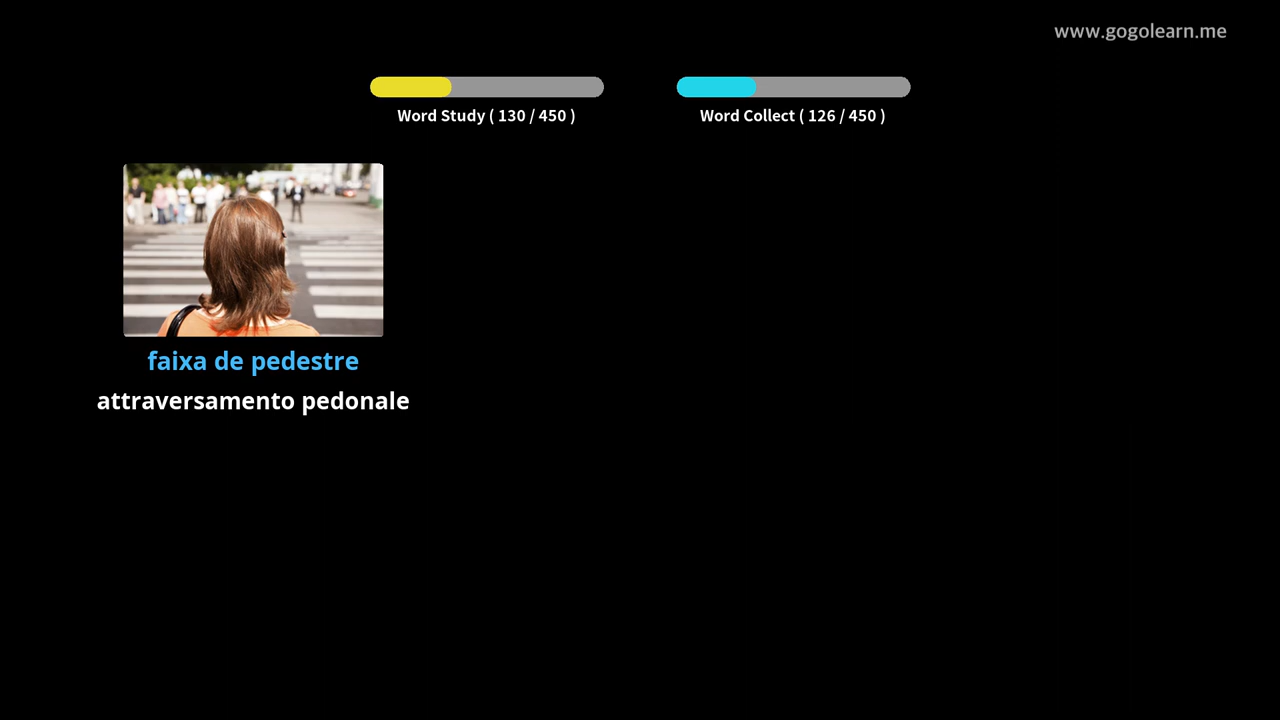 www.gogolearn.me
Word Study ( 130 / 450 )
Word Collect ( 126 / 450 )
faixa de pedestre
attraversamento pedonale